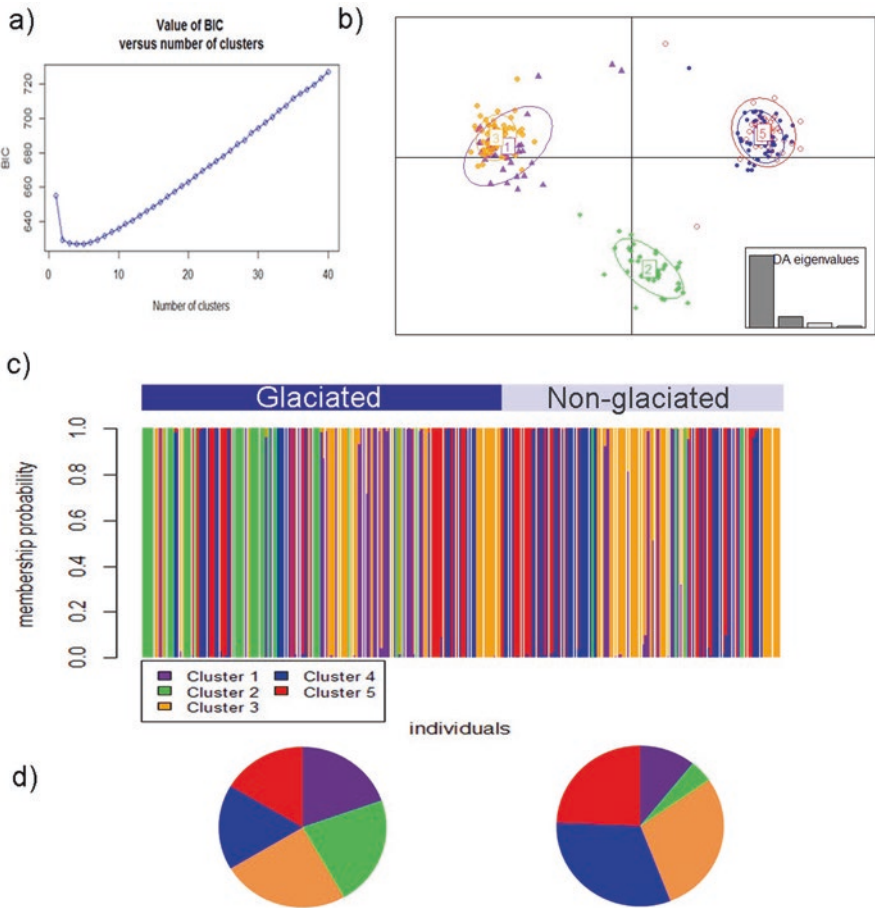 a)
Value of BIC
versus number of clusters
BIC
720
700
680
660
640
0 10 20 30 40
Number of clusters
b)
3
1
5
2
DA eigenvalues
c)
Glaciated Non-glaciated
membership probability
1.0
0.8
0.6
0.4
0.2
0.0
Cluster 1 Cluster 4
Cluster 2 Cluster 5
Cluster 3
individuals
d)